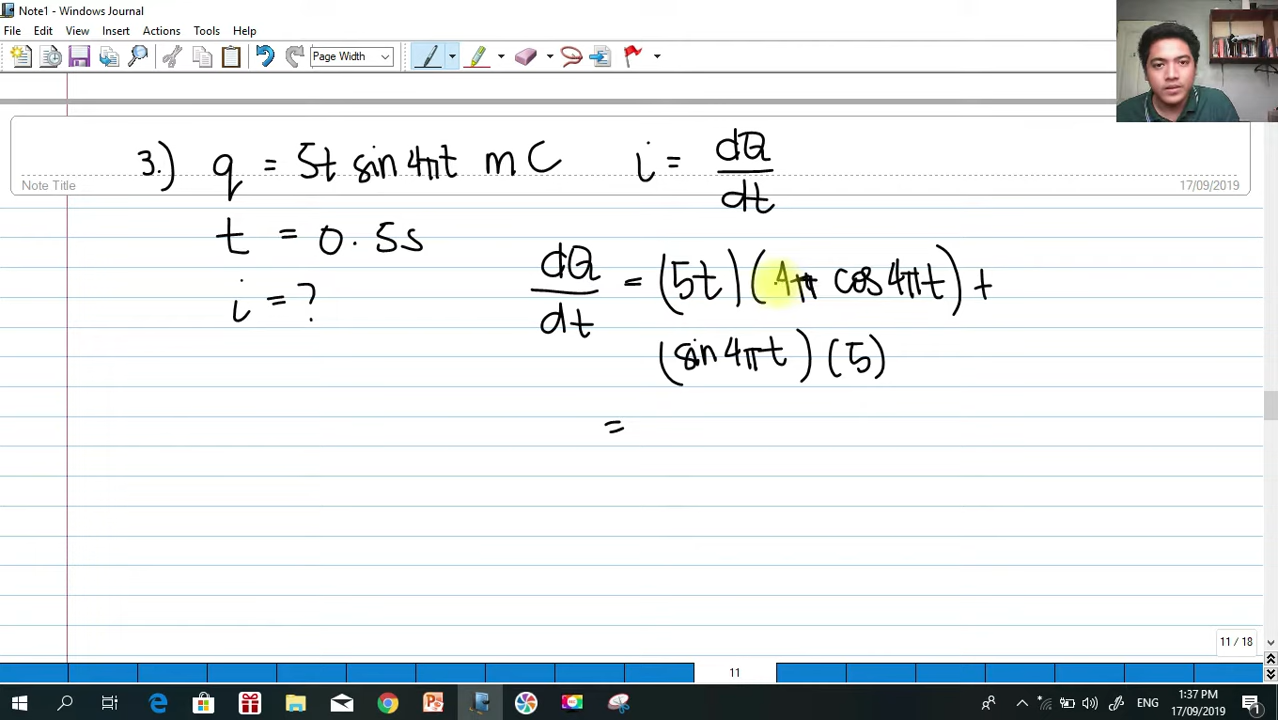 Note1 - Windows Journal
File Edit View Insert Actions Tools Help
Page Width
3.) q = 5t sin 4πt mC i = dQ/dt
Note Title 17/09/2019
t = 0.5s
dQ/dt = (5t)(4π cos 4πt) +
i = ?
(sin 4πt)(5)
=
11 / 18
11
ENG
1:37 PM
17/09/2019